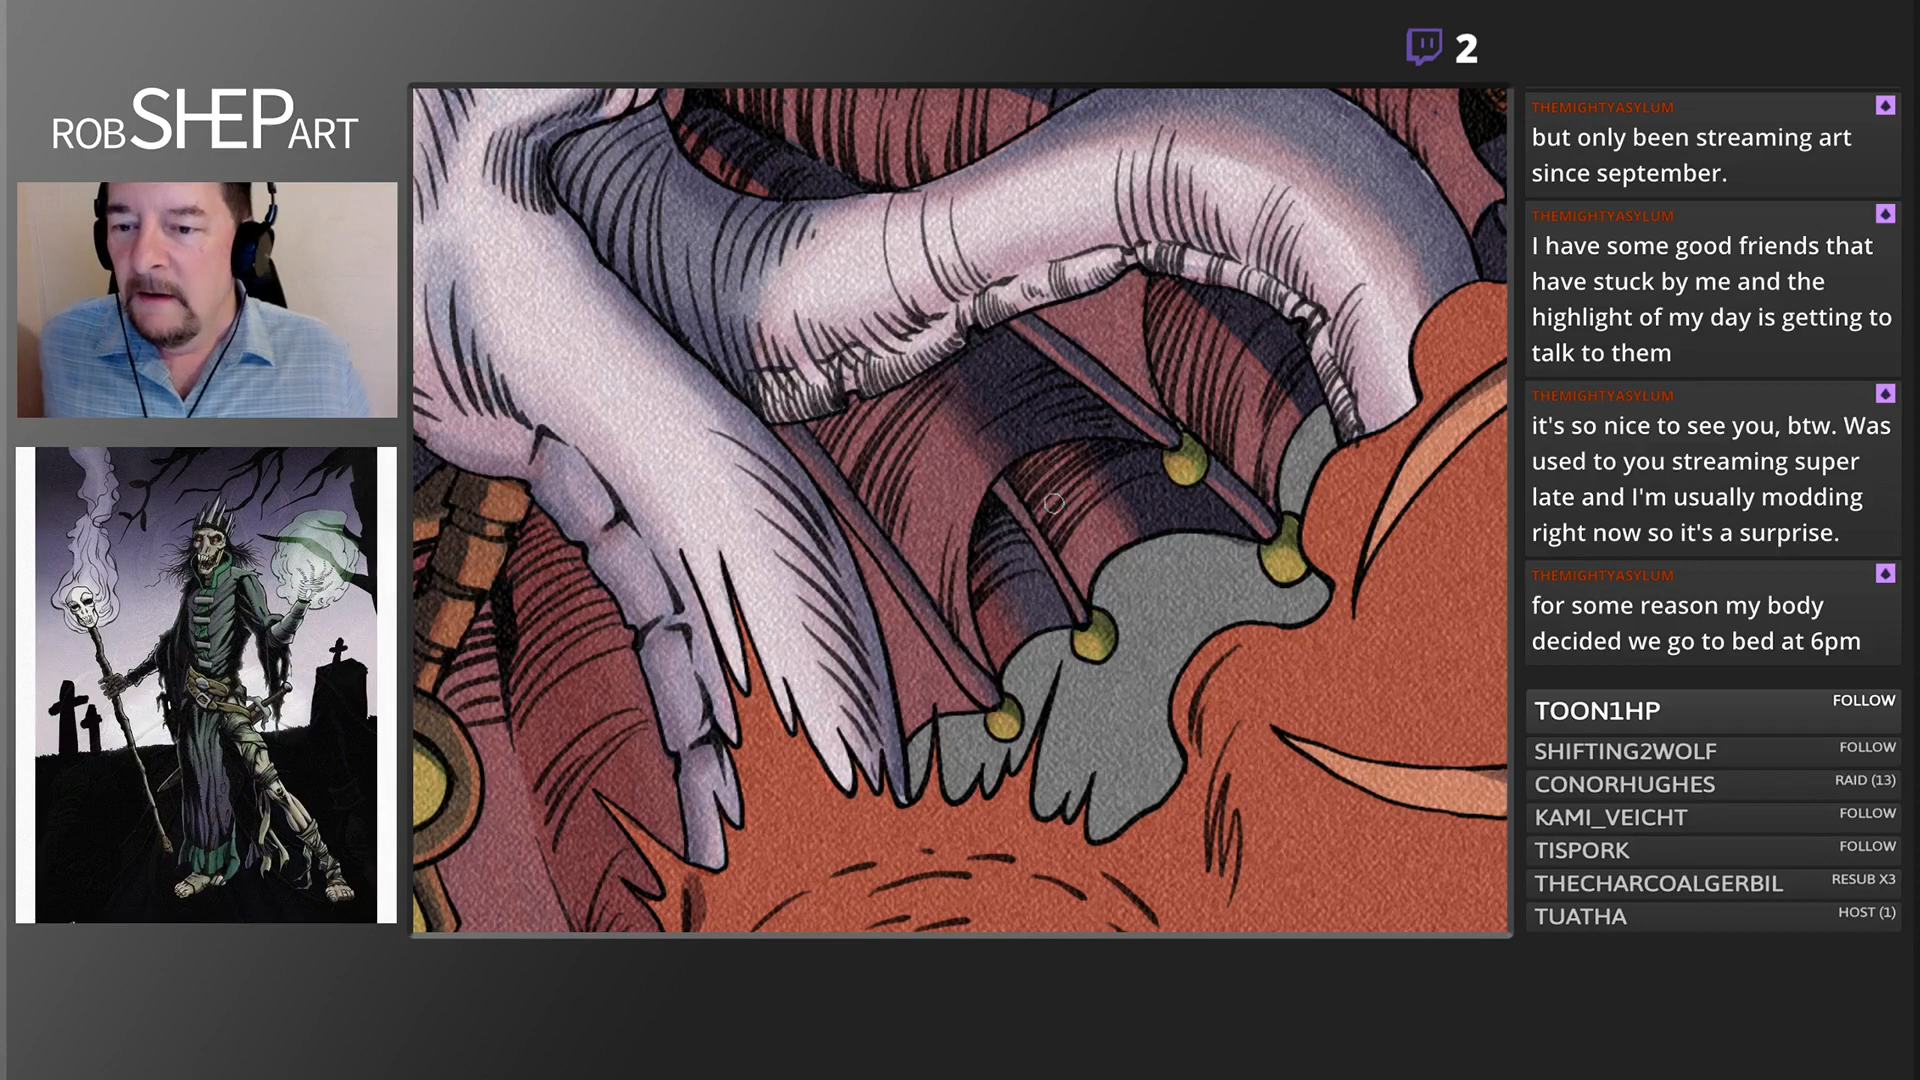 2
ROB SHEP ART
THEMIGHTYASYLUM
but only been streaming art
since september.
THEMIGHTYASYLUM
I have some good friends that
have stuck by me and the
highlight of my day is getting to
talk to them
THEMIGHTYASYLUM
it's so nice to see you, btw. Was
used to you streaming super
late and I'm usually modding
right now so it's a surprise.
THEMIGHTYASYLUM
for some reason my body
decided we go to bed at 6pm
TOON1HP FOLLOW
SHIFTING2WOLF FOLLOW
CONORHUGHES RAID (13)
KAMI_VEICHT FOLLOW
TISPORK FOLLOW
THECHARCOALGERBIL RESUB X3
TUATHA HOST (1)